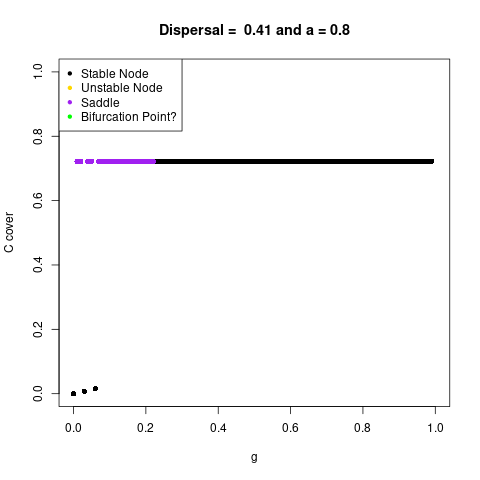 Dispersal = 0.41 and a = 0.8
Stable Node
Unstable Node
Saddle
Bifurcation Point?
C cover
1.0
0.8
0.6
0.4
0.2
0.0
0.0 0.2 0.4 0.6 0.8 1.0
g